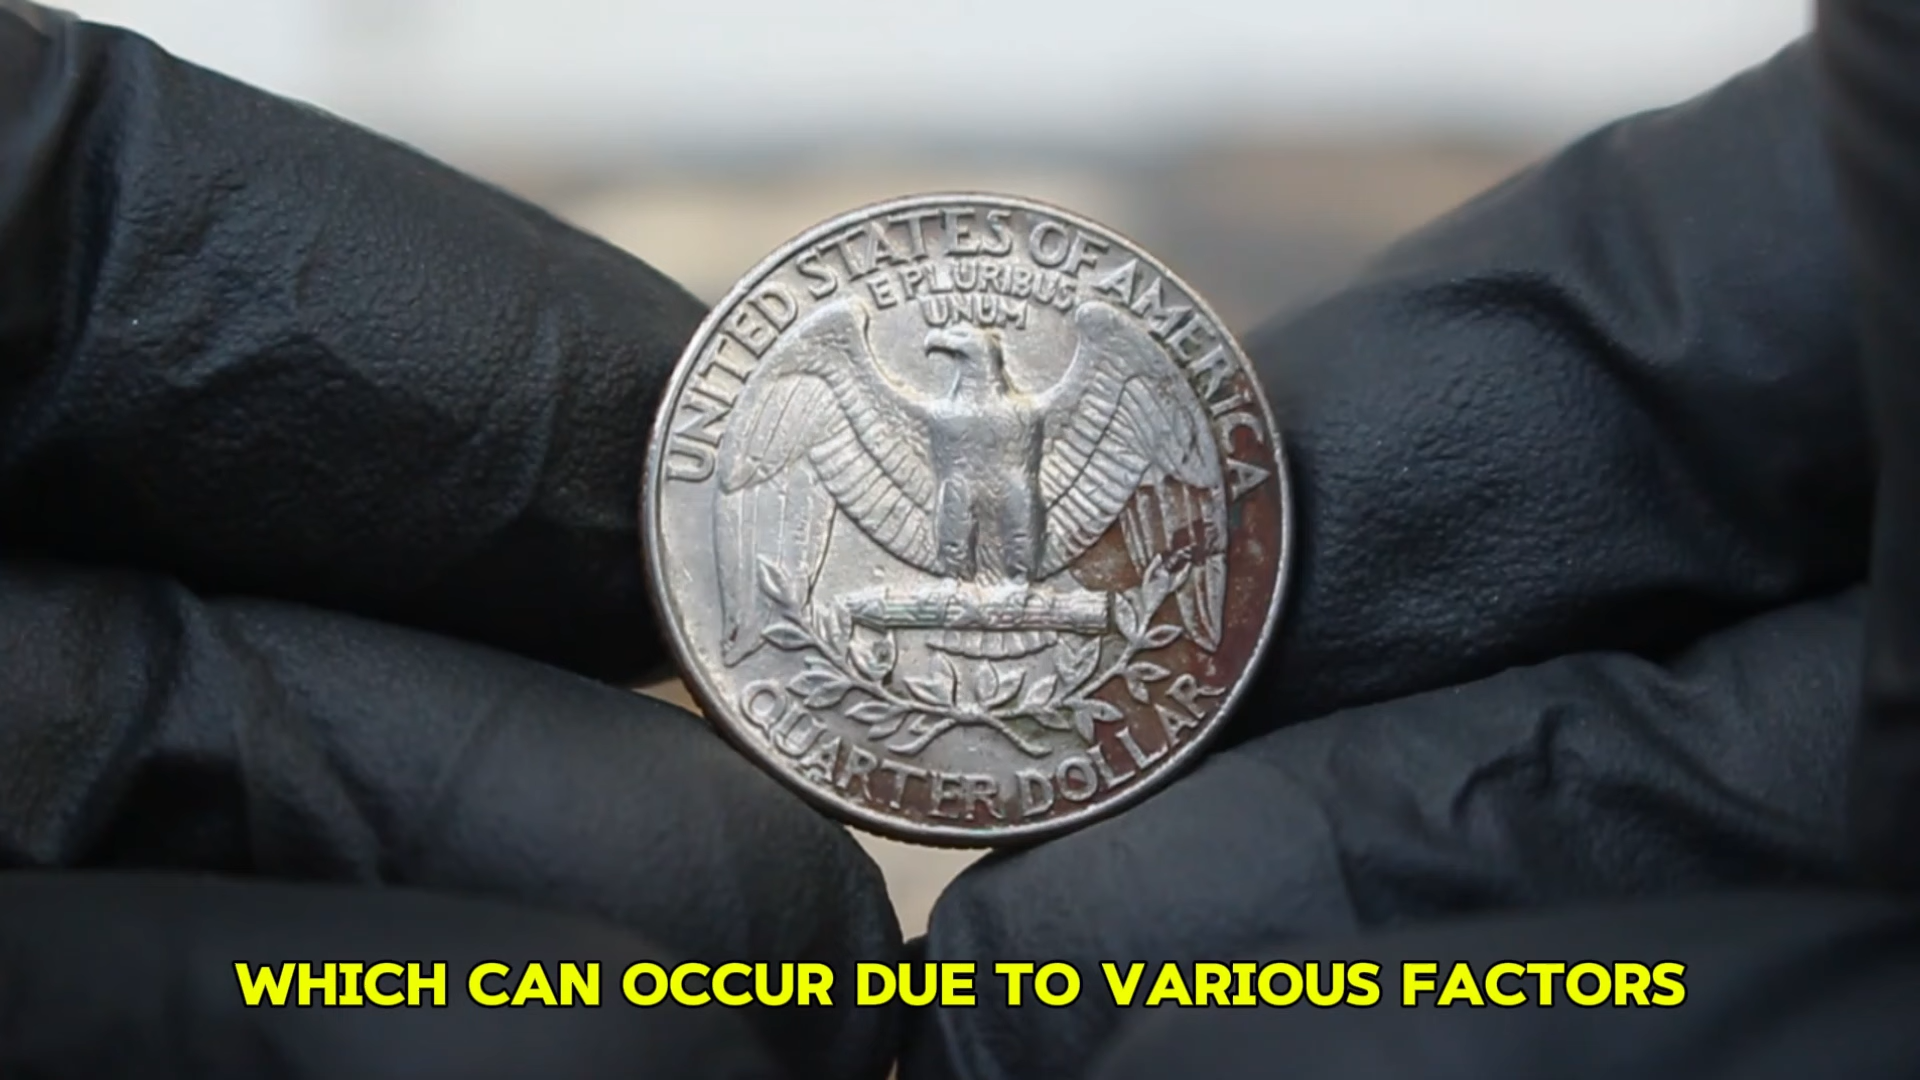 UNITED STATES OF AMERICA
E PLURIBUS
UNUM
QUARTER DOLLAR
WHICH CAN OCCUR DUE TO VARIOUS FACTORS